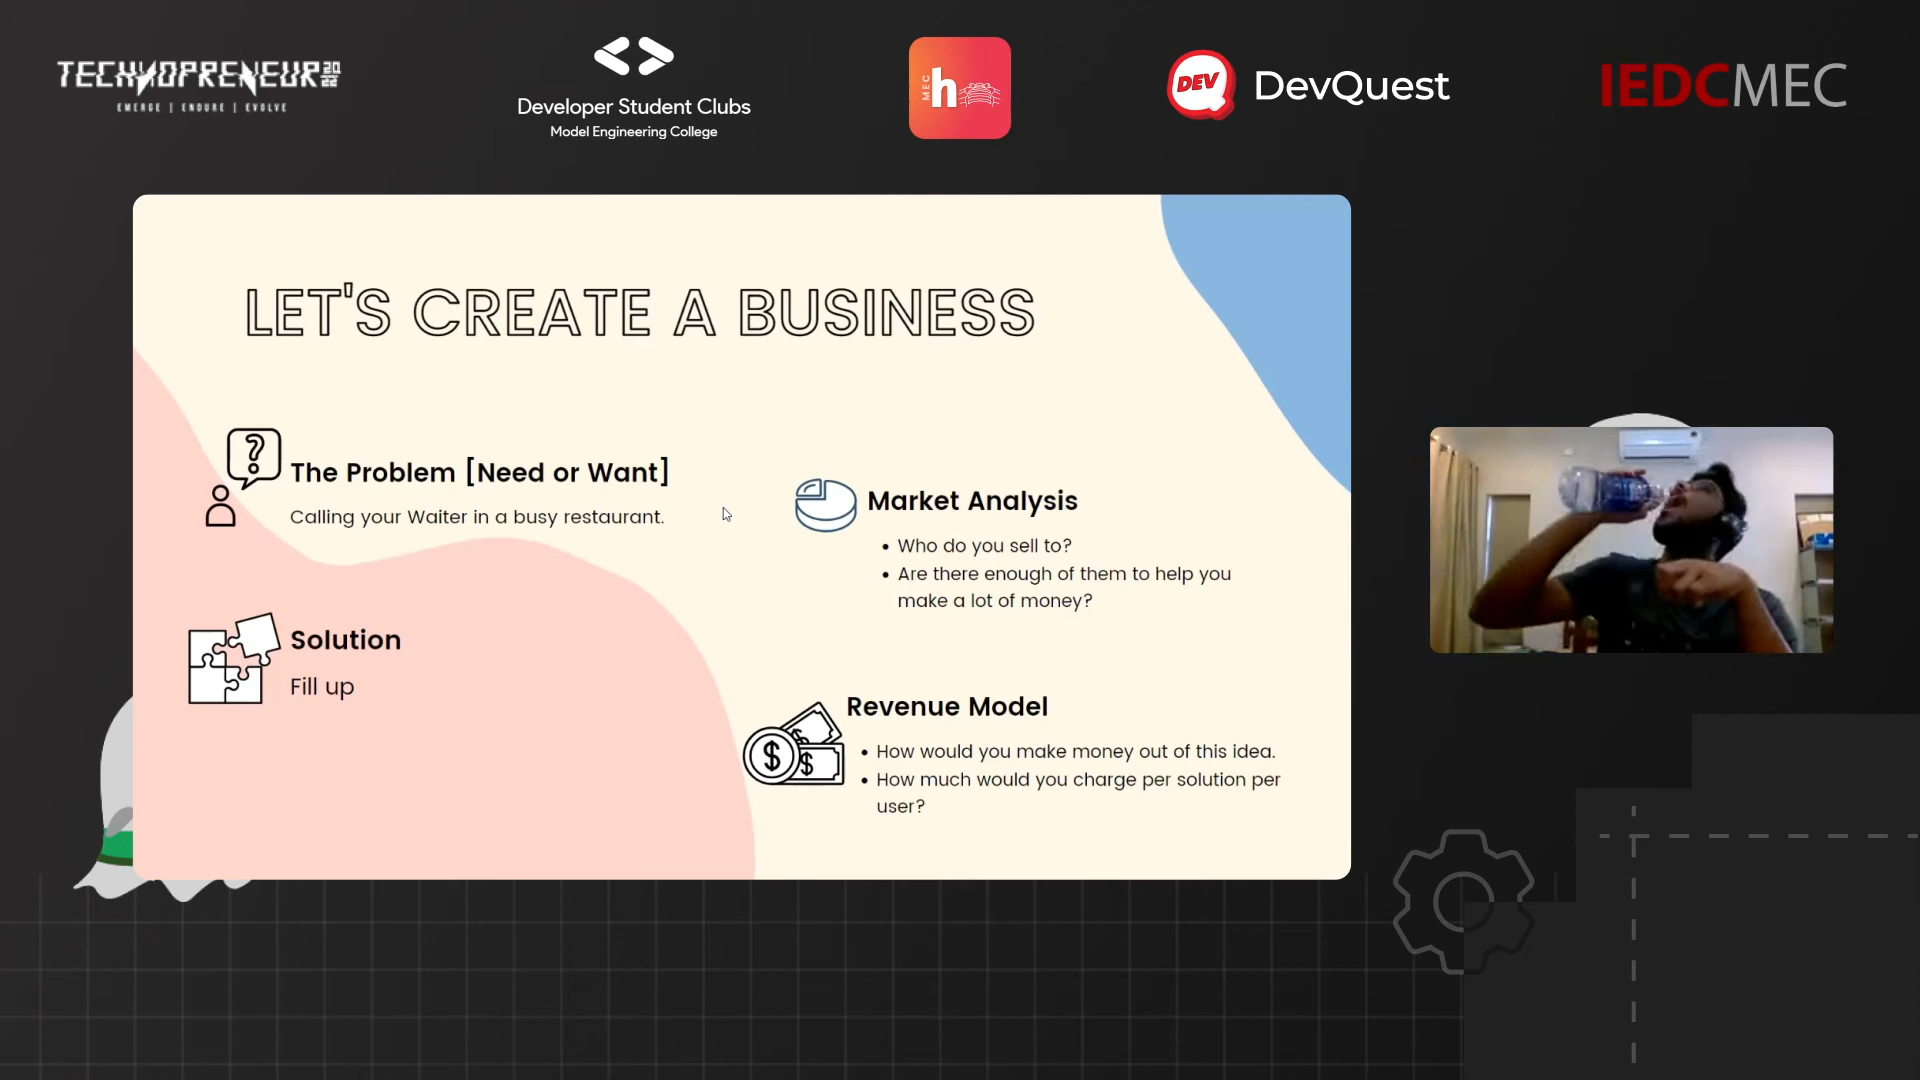 TECHNOPRENEUR 20
22
EMERGE | ENDURE | EVOLVE
Developer Student Clubs
Model Engineering College
MEC
h
DEV
DevQuest
IEDCMEC
LET'S CREATE A BUSINESS
?
The Problem [Need or Want]
Calling your Waiter in a busy restaurant.
Solution
Fill up
Market Analysis
• Who do you sell to?
• Are there enough of them to help you
make a lot of money?
$ $ $
Revenue Model
• How would you make money out of this idea.
• How much would you charge per solution per
user?